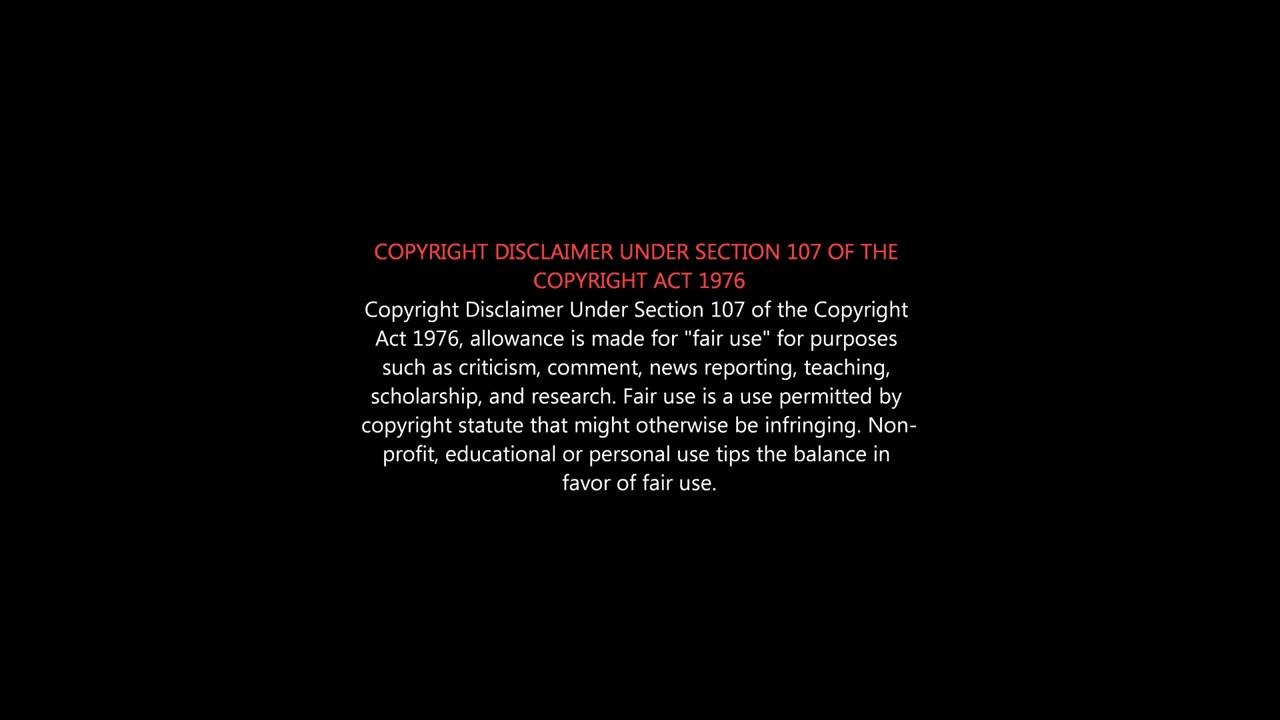 COPYRIGHT DISCLAIMER UNDER SECTION 107 OF THE
COPYRIGHT ACT 1976
Copyright Disclaimer Under Section 107 of the Copyright
Act 1976, allowance is made for "fair use" for purposes
such as criticism, comment, news reporting, teaching,
scholarship, and research. Fair use is a use permitted by
copyright statute that might otherwise be infringing. Non-
profit, educational or personal use tips the balance in
favor of fair use.